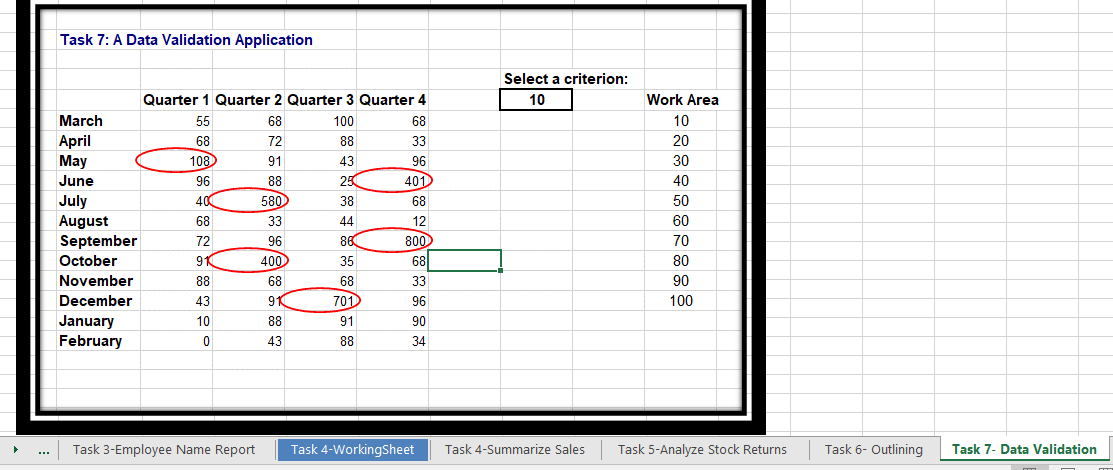 Task 7: A Data Validation Application
Select a criterion:
Quarter 1 Quarter 2 Quarter 3 Quarter 4 10 Work Area
March 55 68 100 68 10
April 68 72 88 33 20
May 108 91 43 96 30
June 96 88 25 401 40
July 40 580 38 68 50
August 68 33 44 12 60
September 72 96 86 800 70
October 91 400 35 68 80
November 88 68 68 33 90
December 43 91 701 96 100
January 10 88 91 90
February 0 43 88 34
... Task 3-Employee Name Report Task 4-WorkingSheet Task 4-Summarize Sales Task 5-Analyze Stock Returns Task 6- Outlining Task 7- Data Validation